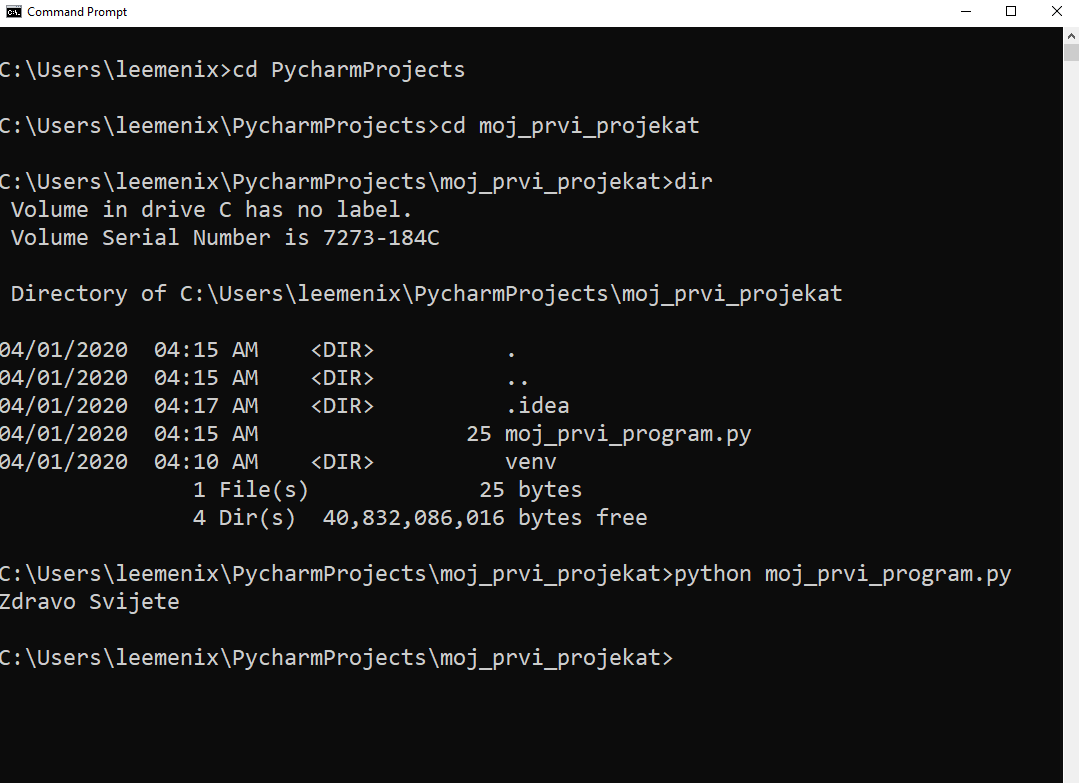 Command Prompt
C:\Users\leemenix>cd PycharmProjects
C:\Users\leemenix\PycharmProjects>cd moj_prvi_projekat
C:\Users\leemenix\PycharmProjects\moj_prvi_projekat>dir
Volume in drive C has no label.
Volume Serial Number is 7273-184C
Directory of C:\Users\leemenix\PycharmProjects\moj_prvi_projekat
04/01/2020  04:15 AM    <DIR>          .
04/01/2020  04:15 AM    <DIR>          ..
04/01/2020  04:17 AM    <DIR>          .idea
04/01/2020  04:15 AM                25 moj_prvi_program.py
04/01/2020  04:10 AM    <DIR>          venv
1 File(s)             25 bytes
4 Dir(s)  40,832,086,016 bytes free
C:\Users\leemenix\PycharmProjects\moj_prvi_projekat>python moj_prvi_program.py
Zdravo Svijete
C:\Users\leemenix\PycharmProjects\moj_prvi_projekat>